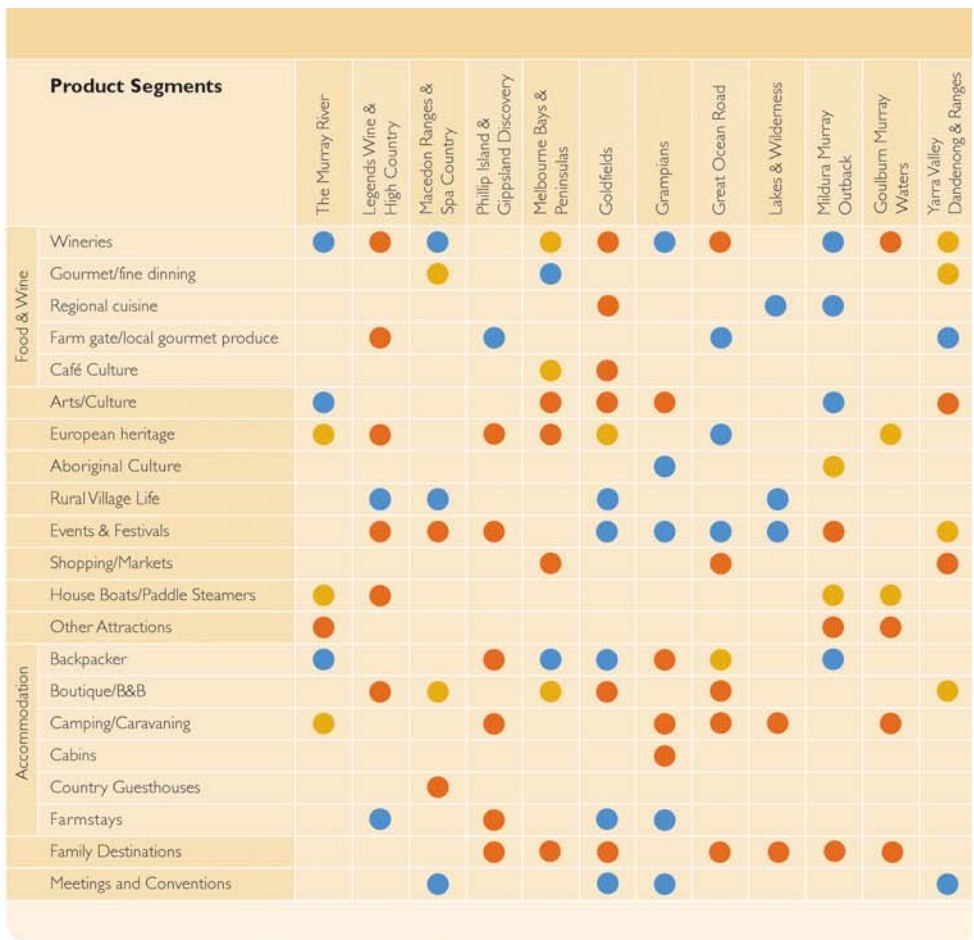 Product Segments
The Murray River
Legends Wine &
High Country
Macedon Ranges &
Spa Country
Phillip Island &
Gippsland Discovery
Melbourne Bays &
Peninsulas
Goldfields
Grampians
Great Ocean Road
Lakes & Wilderness
Mildura Murray
Outback
Goulburn Murray
Waters
Yarra Valley
Dandenong & Ranges
Food & Wine
Wineries
Gourmet/fine dinning
Regional cuisine
Farm gate/local gourmet produce
Café Culture
Arts/Culture
European heritage
Aboriginal Culture
Rural Village Life
Events & Festivals
Shopping/Markets
House Boats/Paddle Steamers
Other Attractions
Accommodation
Backpacker
Boutique/B&B
Camping/Caravaning
Cabins
Country Guesthouses
Farmstays
Family Destinations
Meetings and Conventions